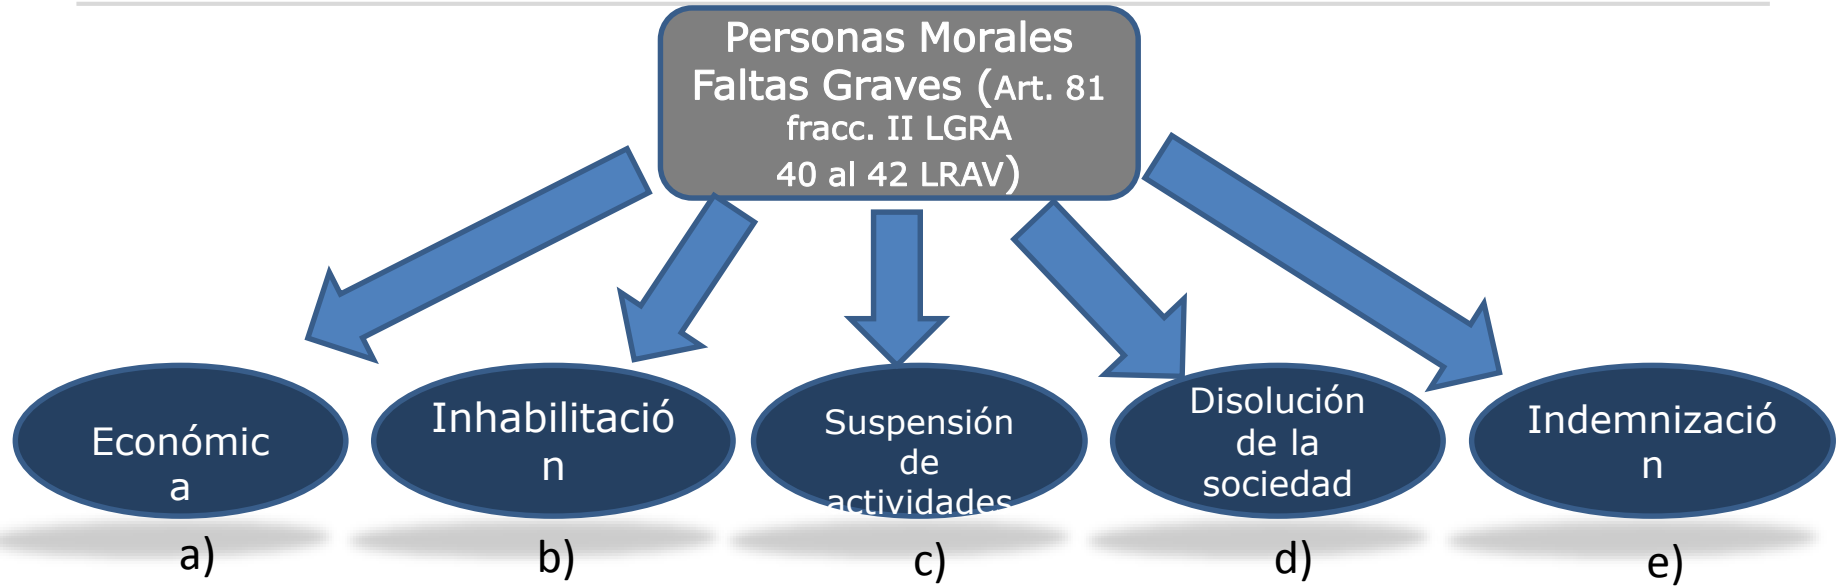 Personas Morales
Faltas Graves (Art. 81
fracc. II LGRA
40 al 42 LRAV)
Económic
a
Inhabilitació
n
Suspensión
de
actividades
Disolución
de la
sociedad
Indemnizació
n
a)
b)
c)
d)
e)